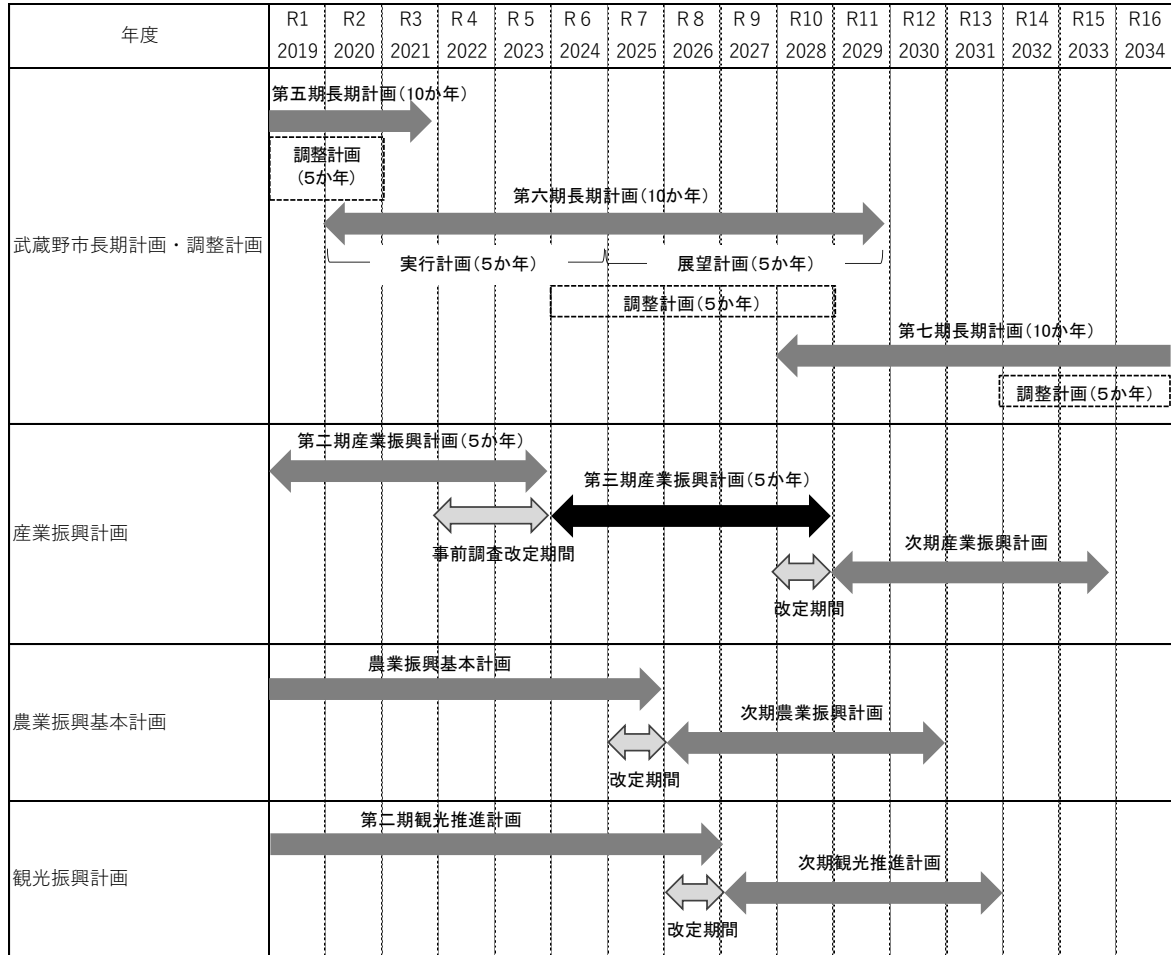 年度
R1 R2 R3 R4 R5 R6 R7 R8 R9 R10 R11 R12 R13 R14 R15 R16
2019 2020 2021 2022 2023 2024 2025 2026 2027 2028 2029 2030 2031 2032 2033 2034
武蔵野市長期計画・調整計画
第五期長期計画(10か年)
調整計画
(5か年)
第六期長期計画(10か年)
実行計画(5か年) 展望計画(5か年)
調整計画(5か年)
第七期長期計画(10か年)
調整計画(5か年)
産業振興計画
第二期産業振興計画(5か年)
第三期産業振興計画(5か年)
事前調査改定期間
次期産業振興計画
改定期間
農業振興基本計画
農業振興基本計画
次期農業振興計画
改定期間
観光振興計画
第二期観光推進計画
次期観光推進計画
改定期間